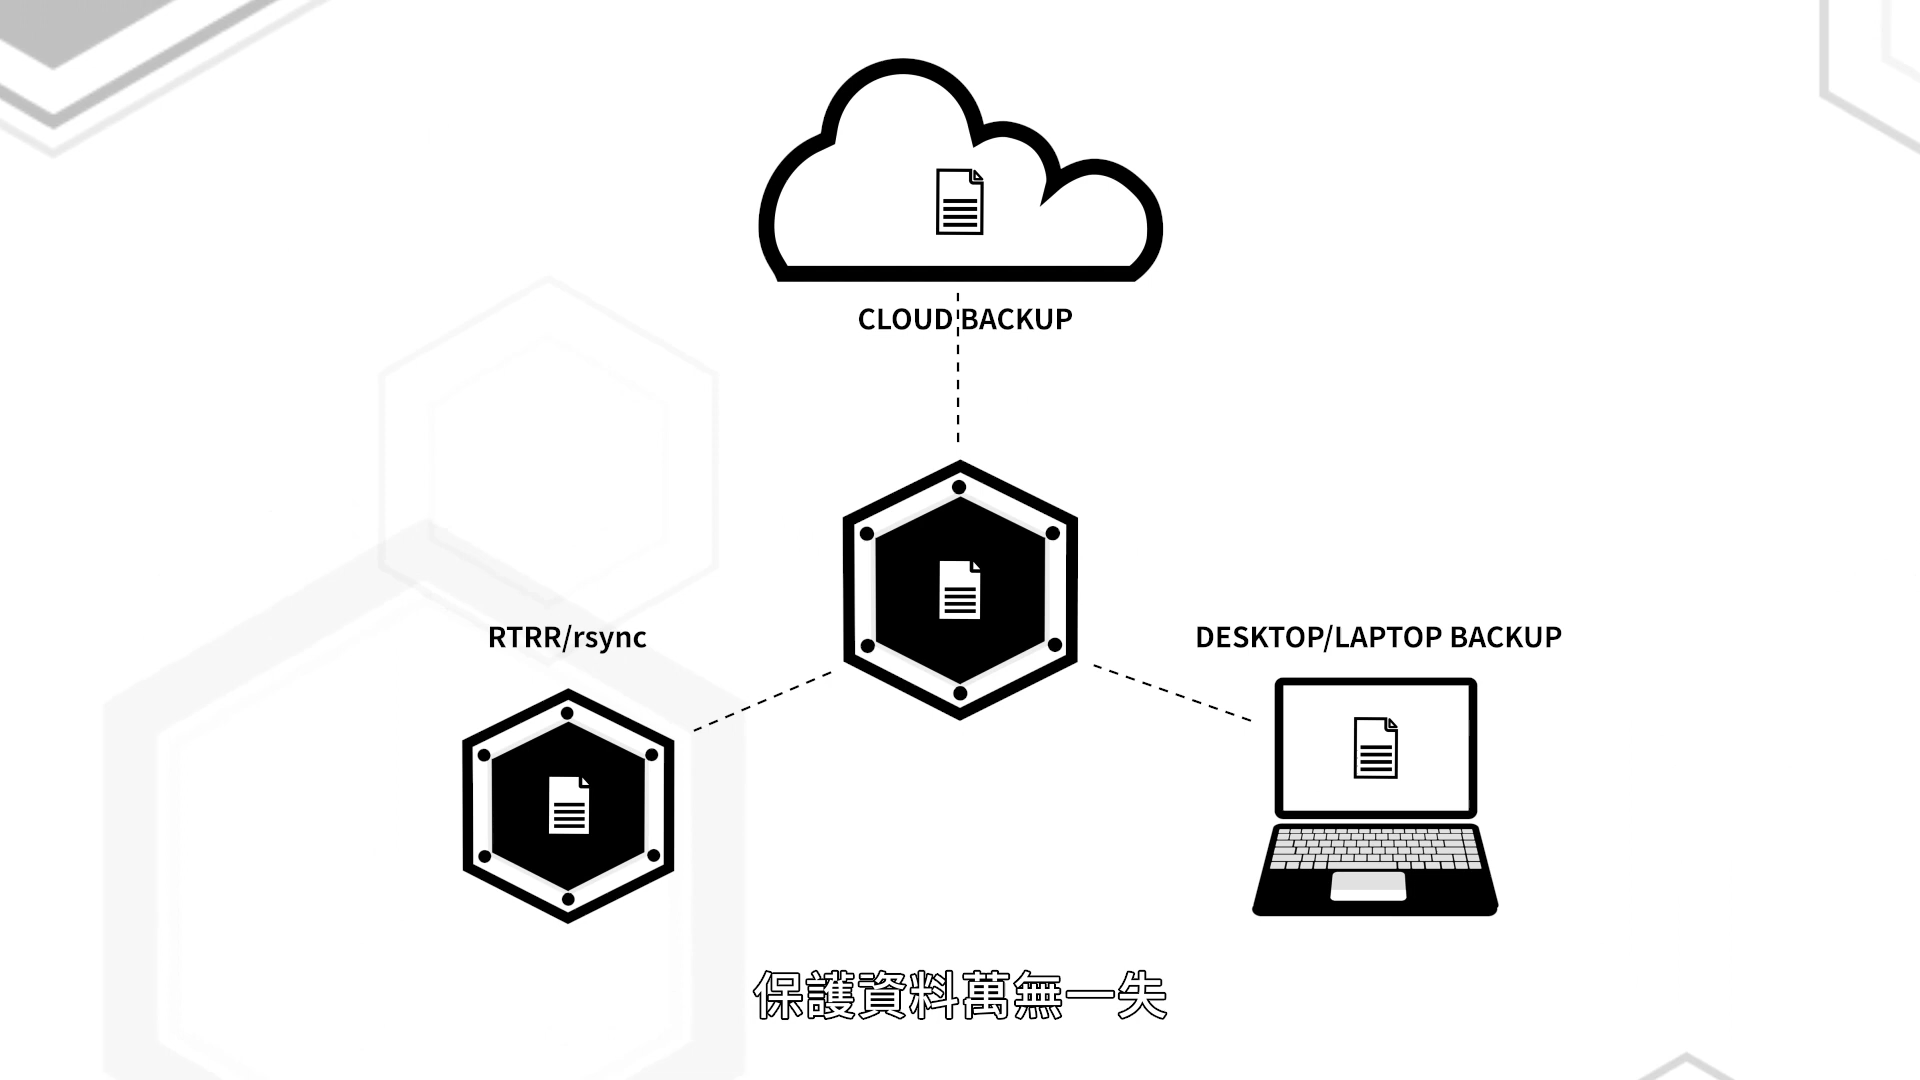 CLOUD BACKUP
RTRR/rsync
DESKTOP/LAPTOP BACKUP
保護資料萬無一失